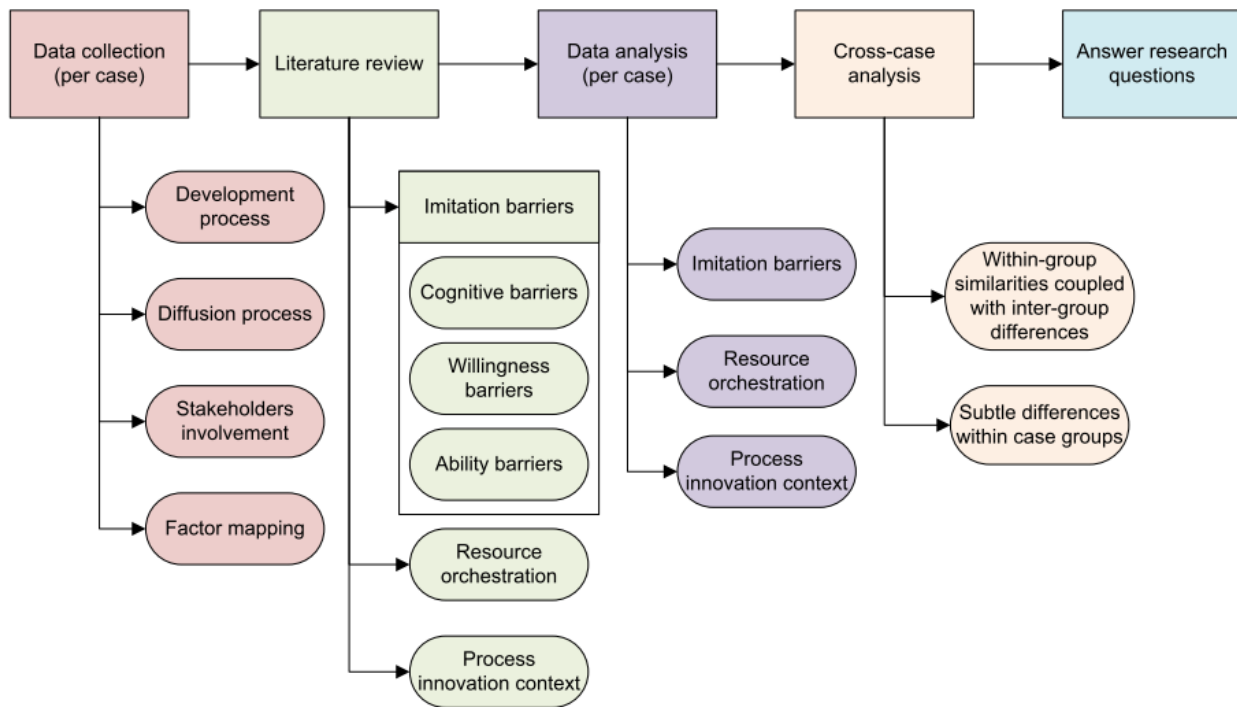 Data collection
(per case)
Literature review
Data analysis
(per case)
Cross-case
analysis
Answer research
questions
Development
process
Diffusion process
Stakeholders
involvement
Factor mapping
Imitation barriers
Cognitive barriers
Willingness
barriers
Ability barriers
Resource
orchestration
Process
innovation context
Imitation barriers
Resource
orchestration
Process
innovation context
Within-group
similarities coupled
with inter-group
differences
Subtle differences
within case groups